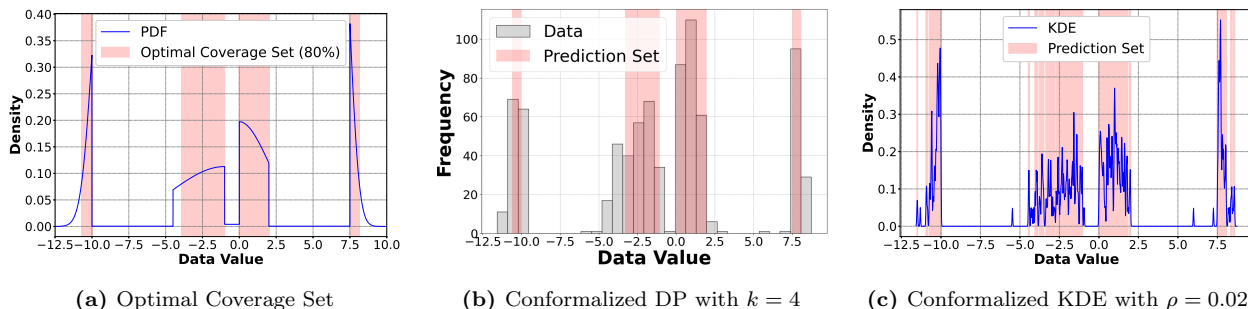 0.40
0.35
0.30
0.25
0.20
0.15
0.10
0.05
0.00
Density
PDF
Optimal Coverage Set (80%)
−12.5 −10.0 −7.5 −5.0 −2.5 0.0 2.5 5.0 7.5 10.0
Data Value
(a) Optimal Coverage Set
100
80
60
40
20
0
Frequency
Data
Prediction Set
−12.5 −10.0 −7.5 −5.0 −2.5 0.0 2.5 5.0 7.5
Data Value
(b) Conformalized DP with k = 4
0.5
0.4
0.3
0.2
0.1
0.0
Density
KDE
Prediction Set
−12.5 −10.0 −7.5 −5.0 −2.5 0.0 2.5 5.0 7.5
Data Value
(c) Conformalized KDE with ρ = 0.02